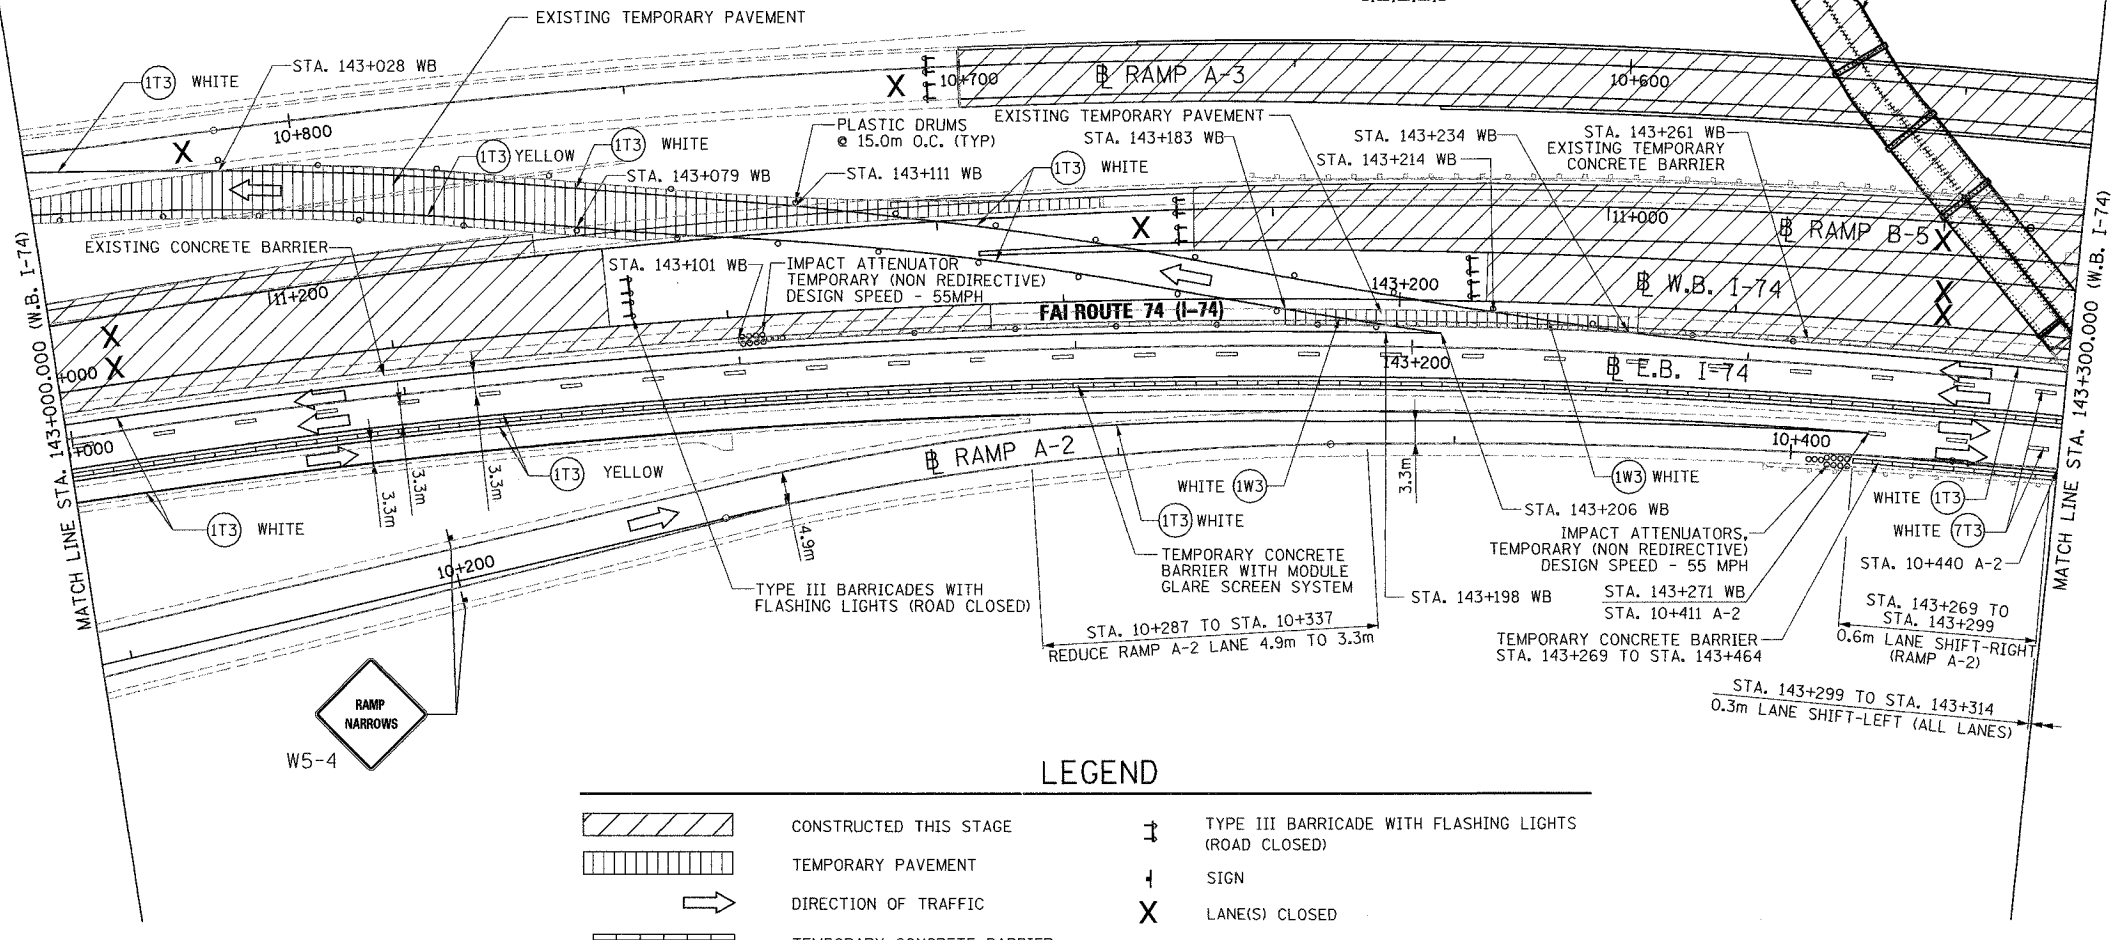 EXISTING TEMPORARY PAVEMENT
1T3 WHITE
STA. 143+028 WB
10+800
10+700
℄ RAMP A-3
10+600
PLASTIC DRUMS
@ 15.0m O.C. (TYP)
EXISTING TEMPORARY PAVEMENT
STA. 143+183 WB
STA. 143+234 WB
STA. 143+214 WB
STA. 143+261 WB
EXISTING TEMPORARY
CONCRETE BARRIER
1T3 YELLOW
1T3 WHITE
STA. 143+079 WB
STA. 143+111 WB
1T3 WHITE
11+000
RAMP B-5
EXISTING CONCRETE BARRIER
STA. 143+101 WB
IMPACT ATTENUATOR
TEMPORARY (NON REDIRECTIVE)
DESIGN SPEED - 55MPH
11+200
143+200
W.B. I-74
FAI ROUTE 74 (I-74)
143+200
E.B. I-74
+000
+000
MATCH LINE STA. 143+000.000 (W.B. I-74)
MATCH LINE STA. 143+300.000 (W.B. I-74)
3.3m
3.3m
3.3m
1T3 YELLOW
RAMP A-2
3.3m
10+400
1T3 WHITE
4.9m
10+200
WHITE 1W3
1T3 WHITE
1W3 WHITE
STA. 143+206 WB
WHITE 1T3
WHITE 7T3
IMPACT ATTENUATORS,
TEMPORARY (NON REDIRECTIVE)
DESIGN SPEED - 55 MPH
STA. 10+440 A-2
TEMPORARY CONCRETE
BARRIER WITH MODULE
GLARE SCREEN SYSTEM
TYPE III BARRICADES WITH
FLASHING LIGHTS (ROAD CLOSED)
STA. 143+198 WB
STA. 143+271 WB
STA. 10+411 A-2
STA. 143+269 TO
STA. 143+299
0.6m LANE SHIFT-RIGHT
(RAMP A-2)
STA. 10+287 TO STA. 10+337
REDUCE RAMP A-2 LANE 4.9m TO 3.3m
TEMPORARY CONCRETE BARRIER
STA. 143+269 TO STA. 143+464
STA. 143+299 TO STA. 143+314
0.3m LANE SHIFT-LEFT (ALL LANES)
RAMP
NARROWS
W5-4
LEGEND
CONSTRUCTED THIS STAGE
TEMPORARY PAVEMENT
DIRECTION OF TRAFFIC
TEMPORARY CONCRETE BARRIER
TYPE III BARRICADE WITH FLASHING LIGHTS
(ROAD CLOSED)
SIGN
X LANE(S) CLOSED